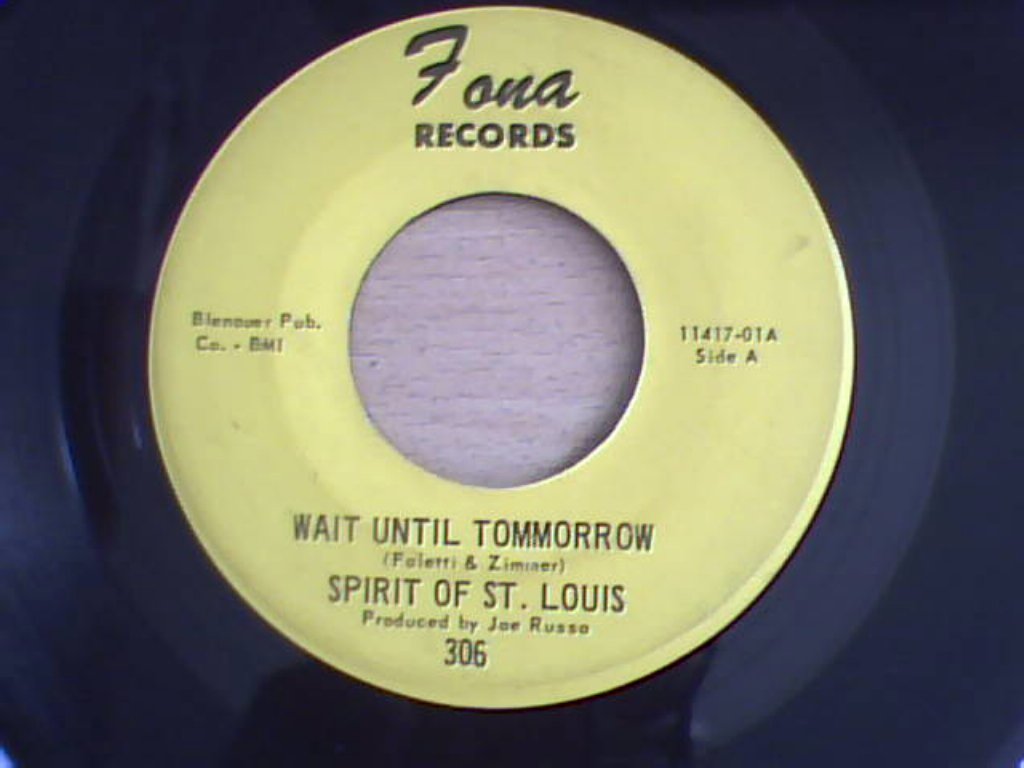 Fona
RECORDS
Pub.
Co. - BMI
11417-01A
Side A
WAIT UNTIL TOMMORROW
(Foletti & Zimmer)
SPIRIT OF ST. LOUIS
Produced by Joe Russo
306